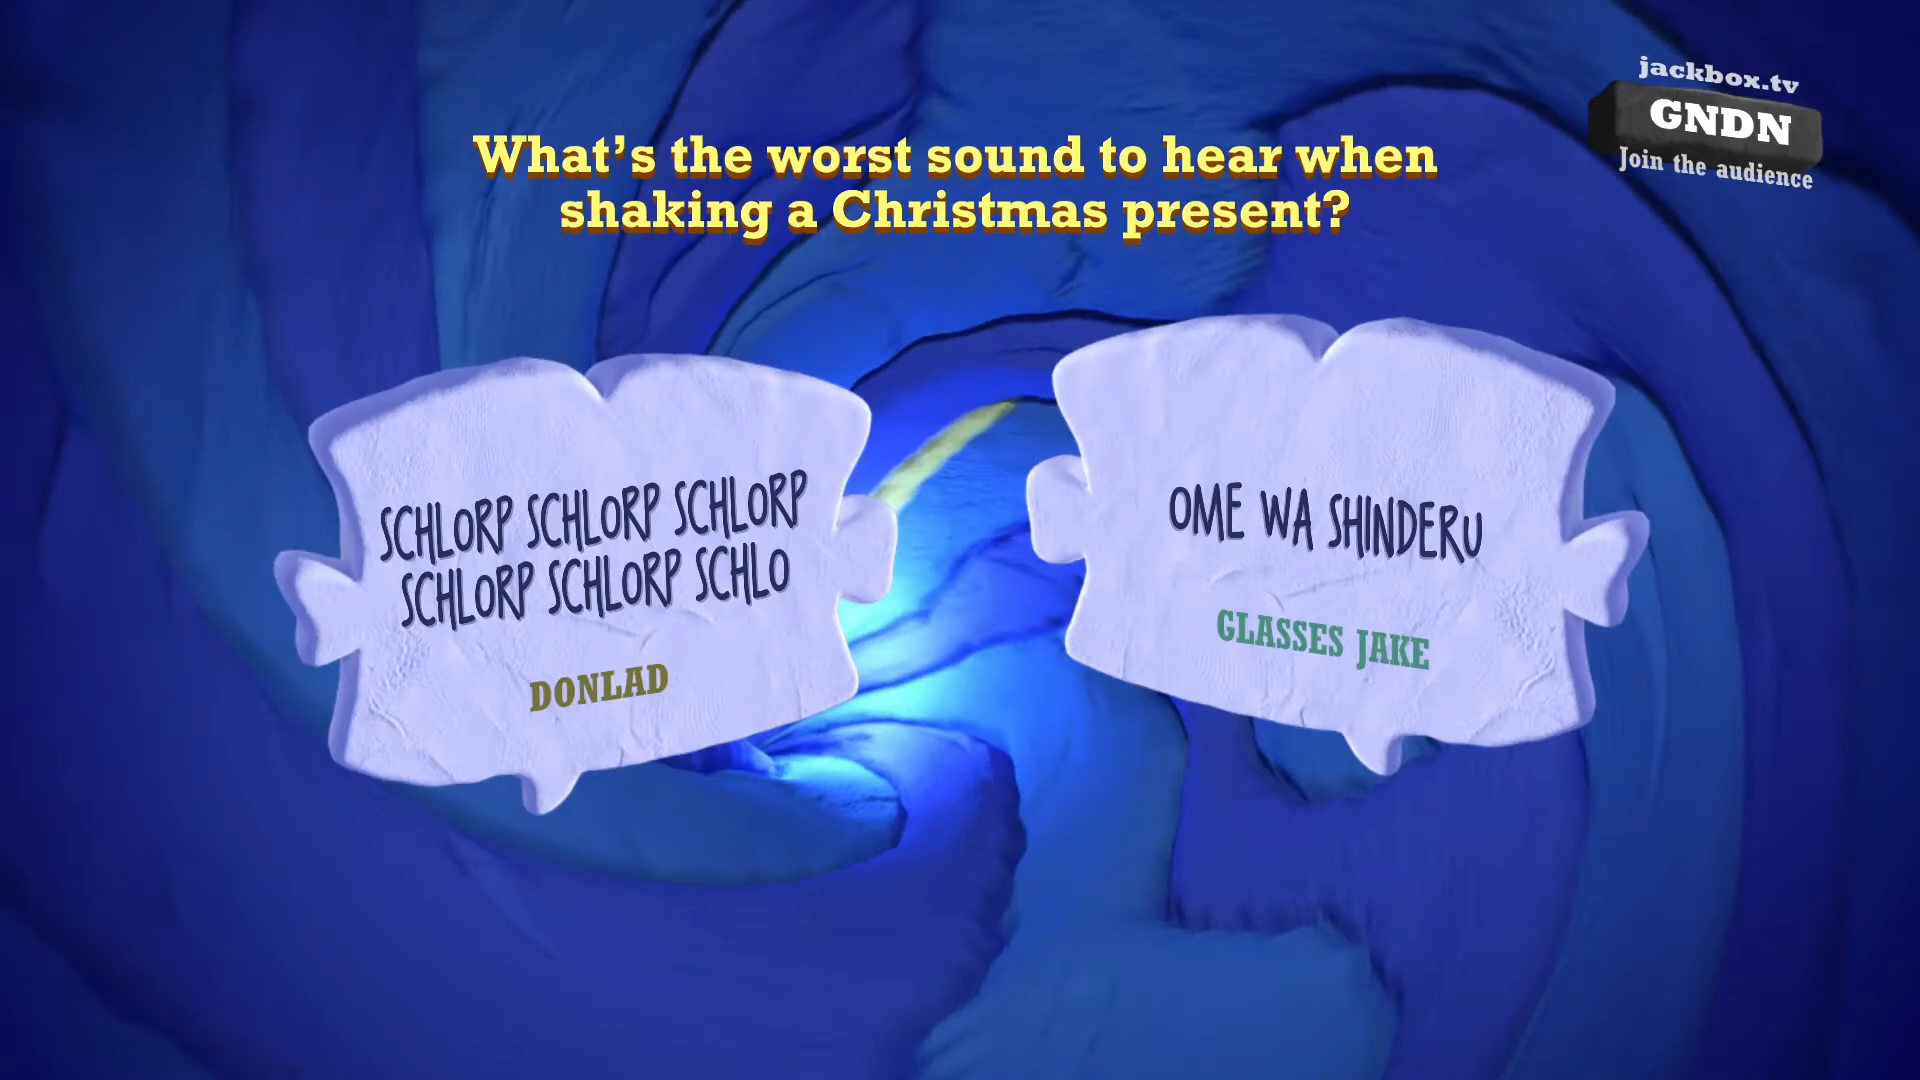 jackbox.tv
GNDN
Join the audience
What's the worst sound to hear when
shaking a Christmas present?
SCHLORP SCHLORP SCHLORP
SCHLORP SCHLORP SCHLO
DONLAD
OME WA SHINDERU
GLASSES JAKE